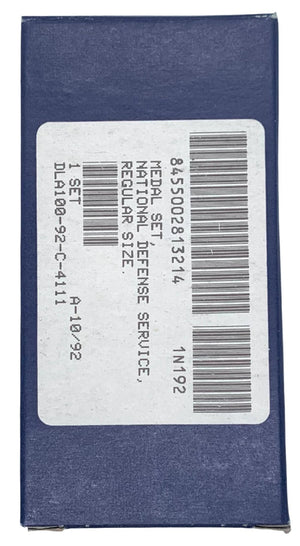 8455002813214 1N192
MEDAL SET,
NATIONAL DEFENSE SERVICE,
REGULAR SIZE.
1 SET
DLA100-92-C-4111 A-10/92